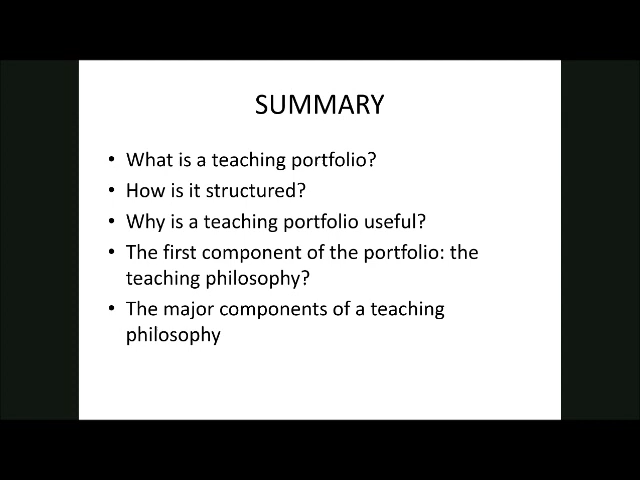 SUMMARY
• What is a teaching portfolio?
• How is it structured?
• Why is a teaching portfolio useful?
• The first component of the portfolio: the
teaching philosophy?
• The major components of a teaching
philosophy